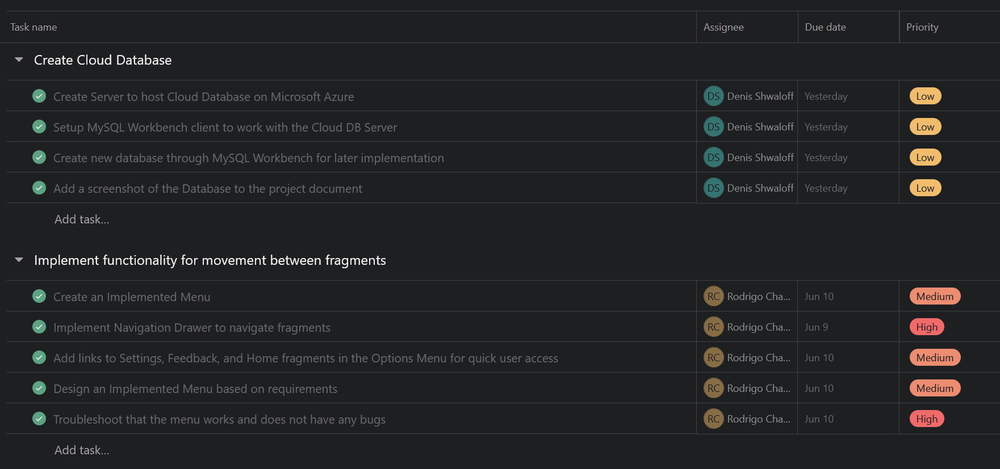 Task name Assignee Due date Priority
Create Cloud Database
Create Server to host Cloud Database on Microsoft Azure DS Denis Shwaloff Yesterday Low
Setup MySQL Workbench client to work with the Cloud DB Server DS Denis Shwaloff Yesterday Low
Create new database through MySQL Workbench for later implementation DS Denis Shwaloff Yesterday Low
Add a screenshot of the Database to the project document DS Denis Shwaloff Yesterday Low
Add task...
Implement functionality for movement between fragments
Create an Implemented Menu RC Rodrigo Cha... Jun 10 Medium
Implement Navigation Drawer to navigate fragments RC Rodrigo Cha... Jun 9 High
Add links to Settings, Feedback, and Home fragments in the Options Menu for quick user access RC Rodrigo Cha... Jun 10 Medium
Design an Implemented Menu based on requirements RC Rodrigo Cha... Jun 10 Medium
Troubleshoot that the menu works and does not have any bugs RC Rodrigo Cha... Jun 10 High
Add task...